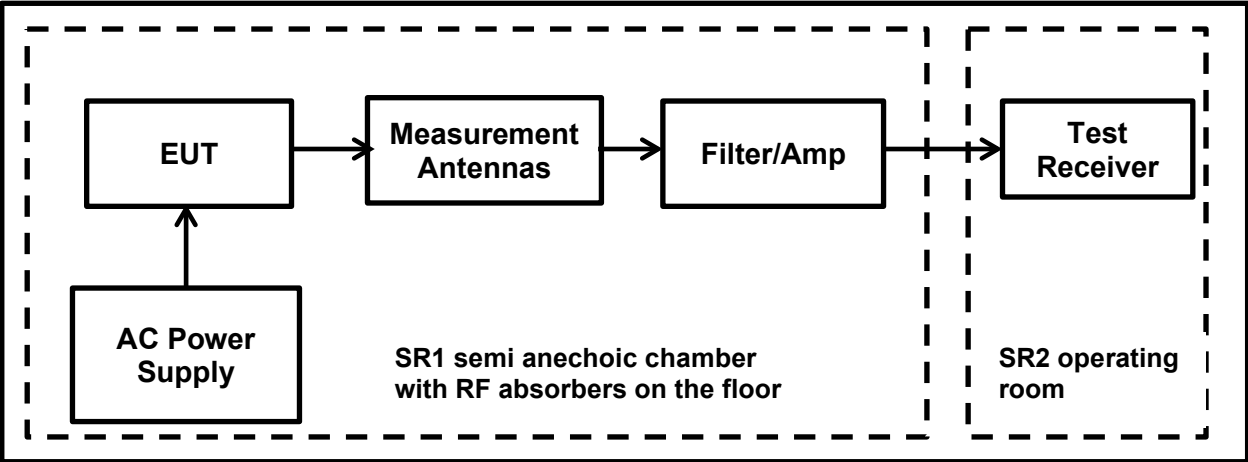 EUT
Measurement
Antennas
Filter/Amp
Test
Receiver
AC Power
Supply
SR1 semi anechoic chamber
with RF absorbers on the floor
SR2 operating
room